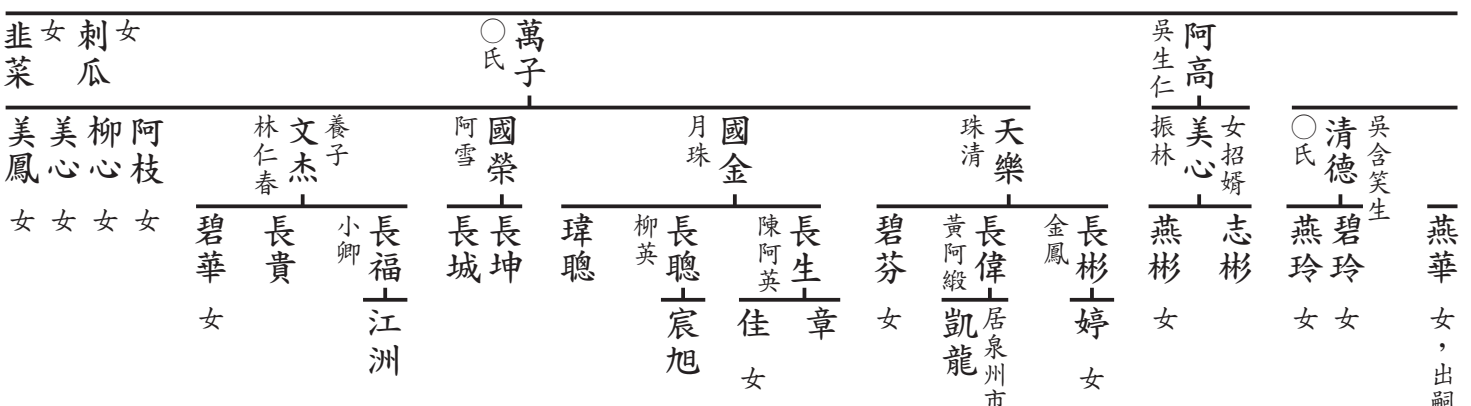 阿高
吳生仁
萬子
○氏
刺瓜 女
韭菜 女
吳含笑生
清德
○氏
女招婿
美心
振林
天樂
珠清
國金
月珠
國榮
阿雪
養子
文杰
林仁春
阿枝 女
柳心 女
美心 女
美鳳 女
燕華 女,出嗣
碧玲 女
燕玲 女
志彬
燕彬 女
長彬
金鳳
長偉
黃阿緞
碧芬 女
長生
陳阿英
長聰
柳英
瑋聰
長坤
長城
長福
小卿
長貴
碧華 女
婷 女
居泉州市
凱龍
章
佳 女
宸旭
江洲